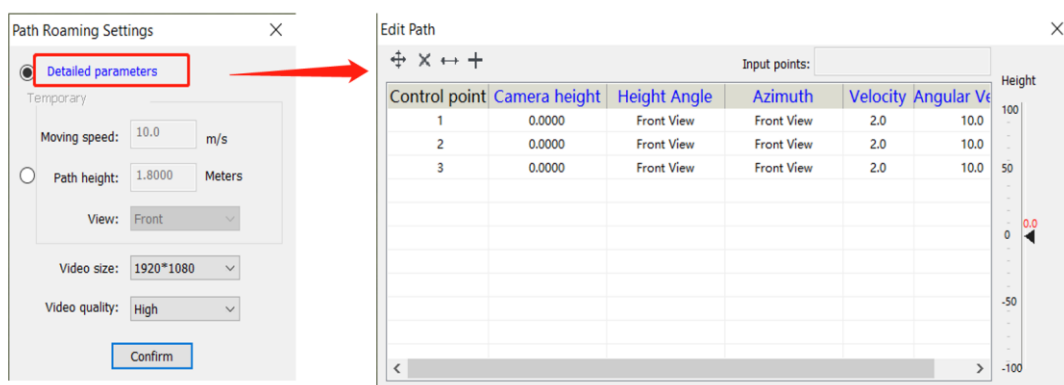 Path Roaming Settings
Detailed parameters
Temporary
Moving speed: 10.0 m/s
Path height: 1.8000 Meters
View: Front
Video size: 1920*1080
Video quality: High
Confirm
Edit Path
Input points:
Height
Control point Camera height Height Angle Azimuth Velocity Angular Ve
1 0.0000 Front View Front View 2.0 10.0
2 0.0000 Front View Front View 2.0 10.0
3 0.0000 Front View Front View 2.0 10.0
100
50
0.0
0
-50
-100